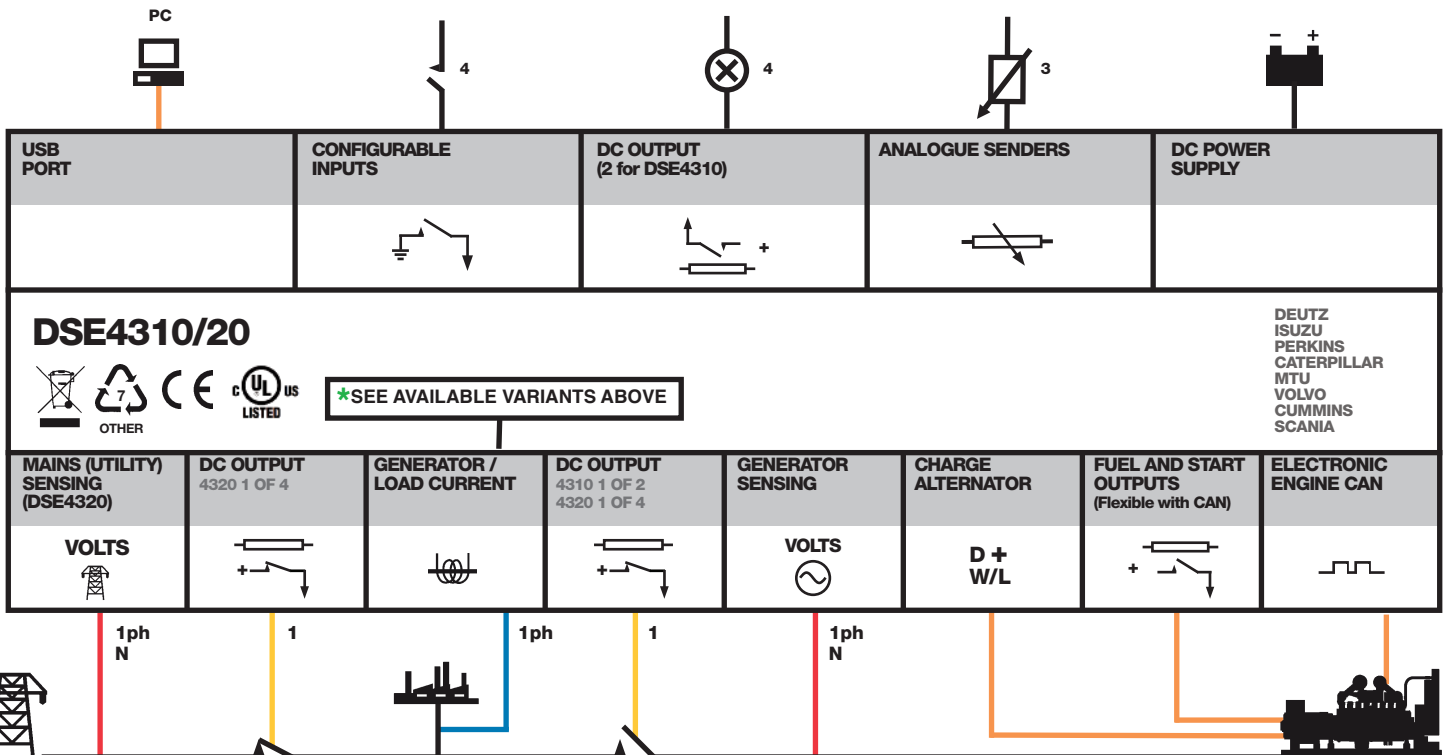 PC
4
4
3
- +
USB
PORT
CONFIGURABLE
INPUTS
DC OUTPUT
(2 for DSE4310)
ANALOGUE SENDERS
DC POWER
SUPPLY
+
DSE4310/20
7
OTHER
CE
C UL US
LISTED
*SEE AVAILABLE VARIANTS ABOVE
DEUTZ
ISUZU
PERKINS
CATERPILLAR
MTU
VOLVO
CUMMINS
SCANIA
MAINS (UTILITY)
SENSING
(DSE4320)
VOLTS
DC OUTPUT
4320 1 OF 4
+
GENERATOR /
LOAD CURRENT
DC OUTPUT
4310 1 OF 2
4320 1 OF 4
+
GENERATOR
SENSING
VOLTS
CHARGE
ALTERNATOR
D +
W/L
FUEL AND START
OUTPUTS
(Flexible with CAN)
+
ELECTRONIC
ENGINE CAN
1ph
N
1
1ph
1
1ph
N